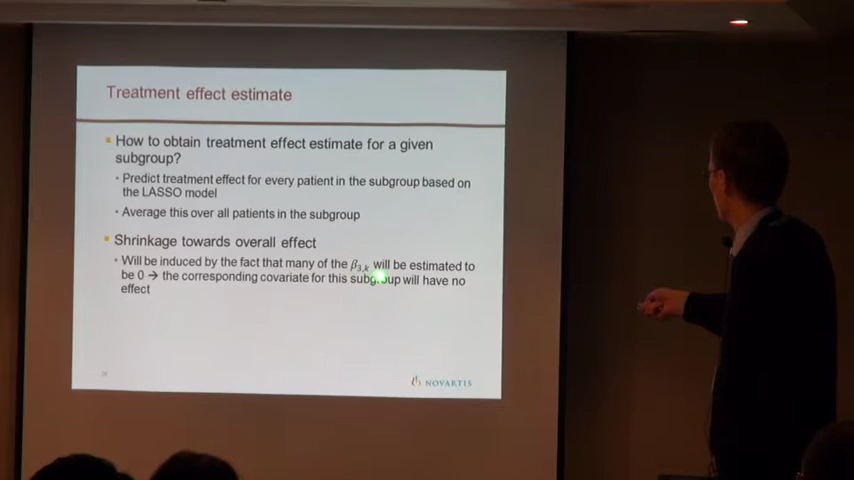 Treatment effect estimate
How to obtain treatment effect estimate for a given
subgroup?
Predict treatment effect for every patient in the subgroup based on
the LASSO model
Average this over all patients in the subgroup
Shrinkage towards overall effect
Will be induced by the fact that many of the β₃,ₖ will be estimated to
be 0 → the corresponding covariate for this subgroup will have no
effect
NOVARTIS